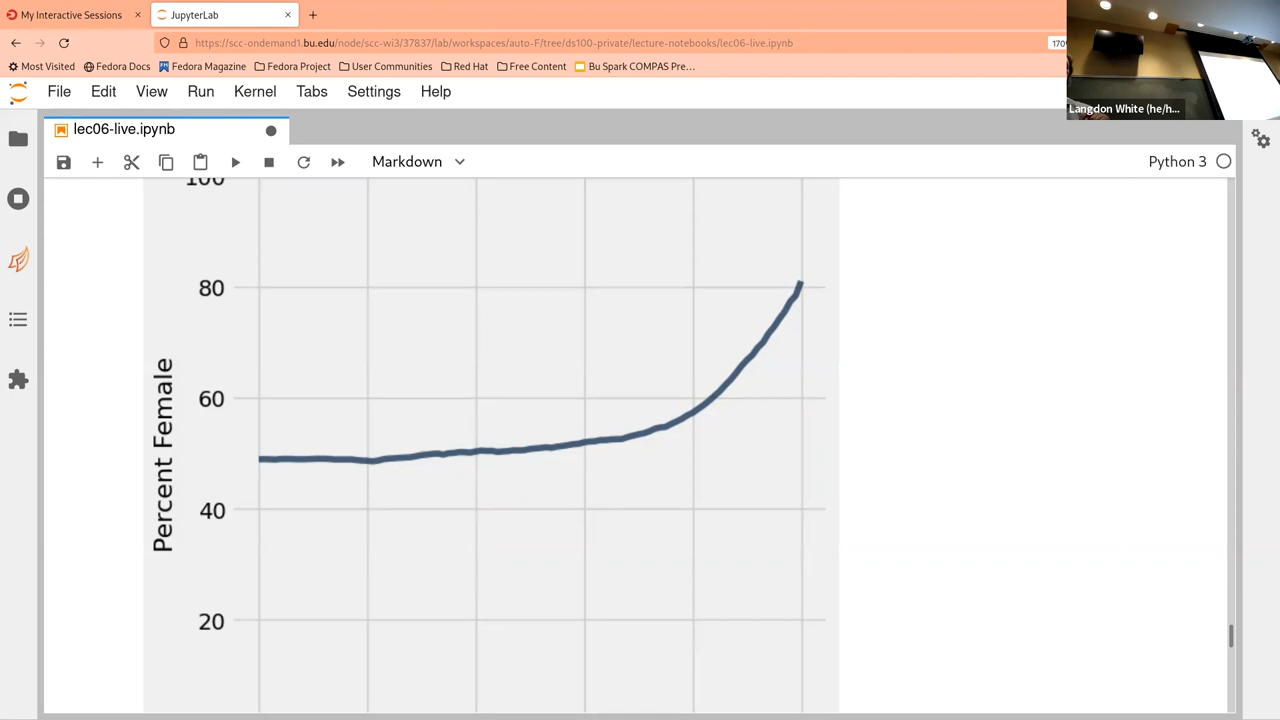 My Interactive Sessions
JupyterLab
https://scc-ondemand1.bu.edu/node/scc-wi3/37837/lab/workspaces/auto-F/tree/ds100-private/lecture-notebooks/lec06-live.ipynb
170%
Most Visited Fedora Docs Fedora Magazine Fedora Project User Communities Red Hat Free Content Bu Spark COMPAS Pre…
Langdon White (he/h...
File Edit View Run Kernel Tabs Settings Help
lec06-live.ipynb
Markdown
Python 3
100
80
60
40
20
Percent Female